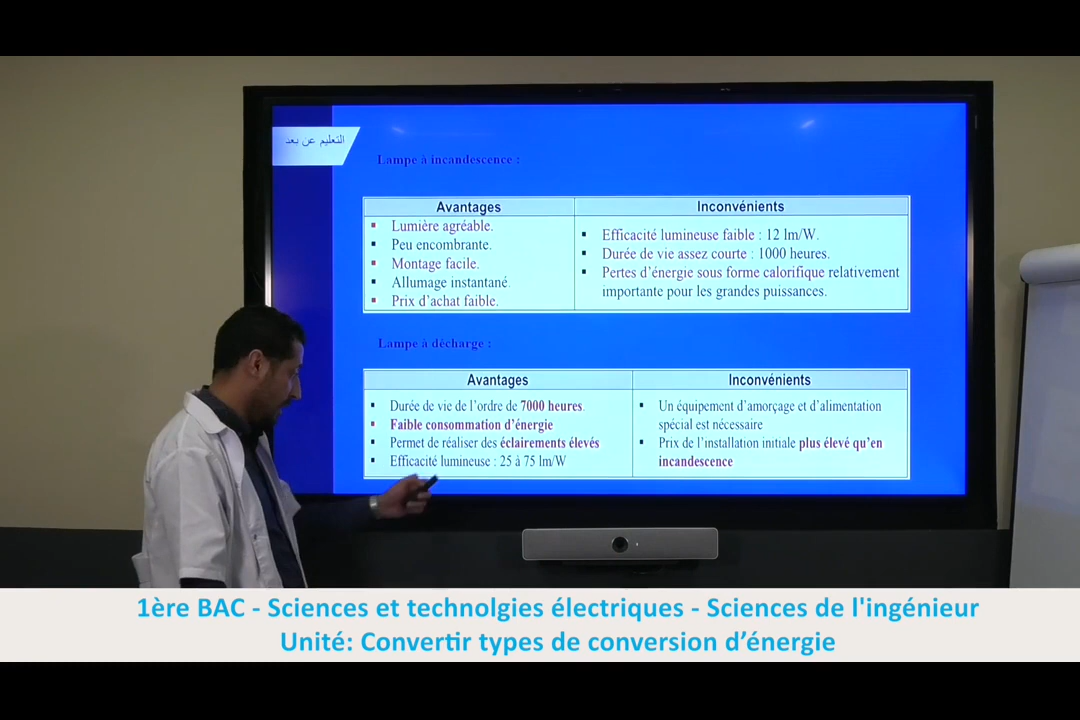 التعليم عن بعد
Lampe à incandescence :
Avantages
Lumière agréable.
Peu encombrante.
Montage facile.
Allumage instantané.
Prix d’achat faible.
Inconvénients
Efficacité lumineuse faible : 12 lm/W.
Durée de vie assez courte : 1000 heures.
Pertes d’énergie sous forme calorifique relativement
importante pour les grandes puissances.
Lampe à décharge :
Avantages
Durée de vie de l’ordre de 7000 heures.
Faible consommation d’énergie
Permet de réaliser des éclairements élevés
Efficacité lumineuse : 25 à 75 lm/W
Inconvénients
Un équipement d’amorçage et d’alimentation
spécial est nécessaire
Prix de l’installation initiale plus élevé qu’en
incandescence
1ère BAC - Sciences et technolgies électriques - Sciences de l'ingénieur
Unité: Convertir types de conversion d’énergie